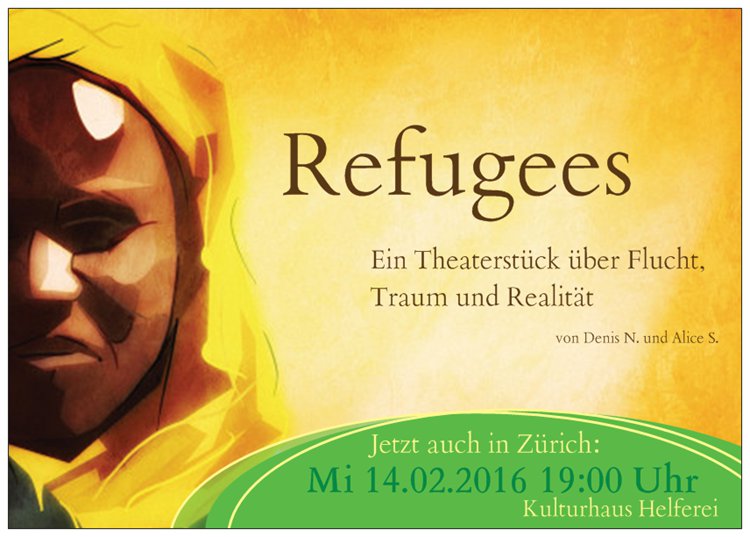 Refugees
Ein Theaterstück über Flucht,
Traum und Realität
von Denis N. und Alice S.
Jetzt auch in Zürich:
Mi 14.02.2016 19:00 Uhr
Kulturhaus Helferei